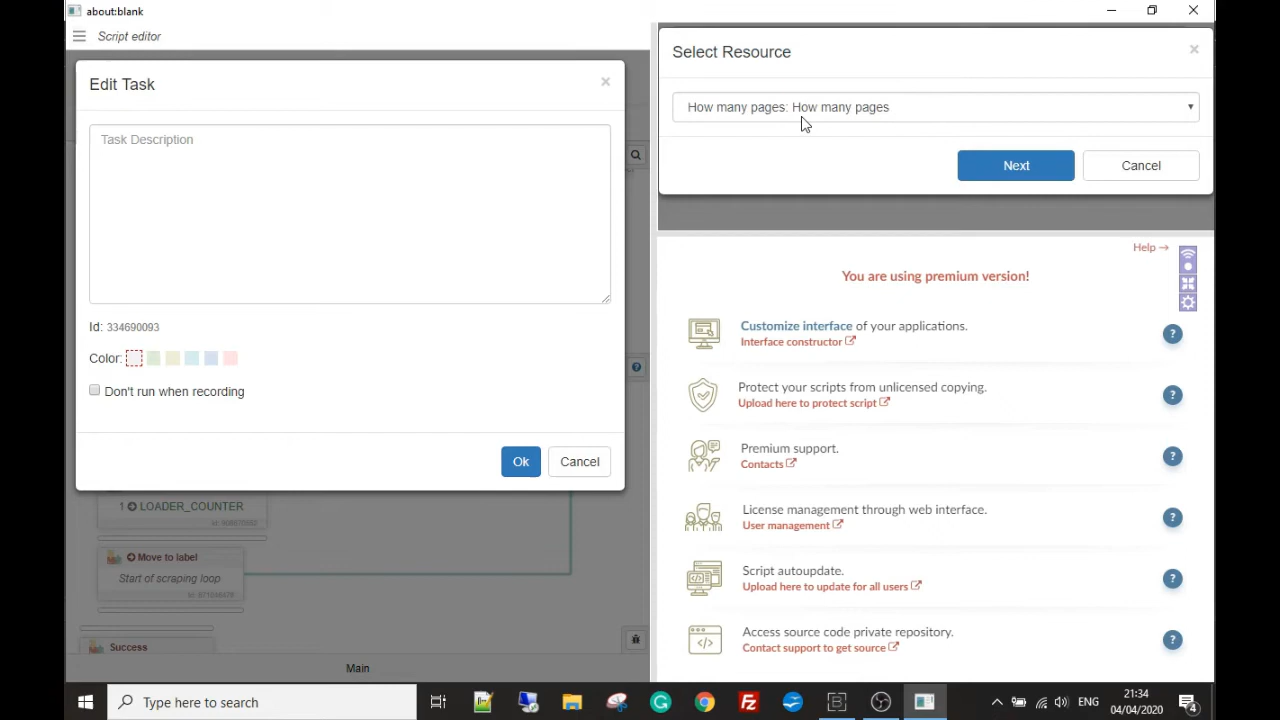 about:blank
Script editor
Edit Task
×
Task Description
Id: 334690093
Color:
Don't run when recording
Ok
Cancel
1 LOADER_COUNTER
Move to label
Start of scraping loop
Success
Main
Select Resource
×
How many pages: How many pages
Next
Cancel
Help →
You are using premium version!
Customize interface of your applications.
Interface constructor
?
Protect your scripts from unlicensed copying.
Upload here to protect script
?
Premium support.
Contacts
?
License management through web interface.
User management
?
Script autoupdate.
Upload here to update for all users
?
Access source code private repository.
Contact support to get source
?
Type here to search
ENG
21:34
04/04/2020
4